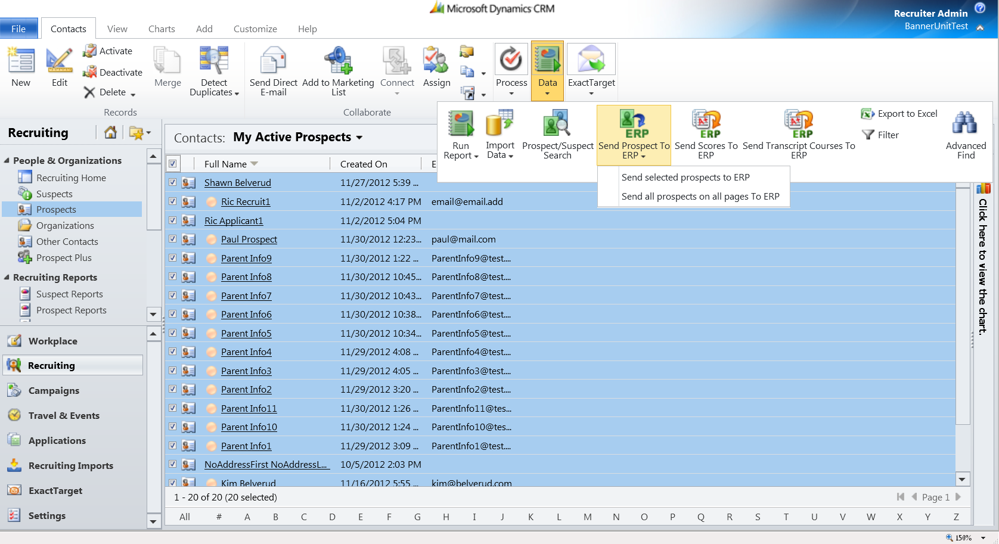 Microsoft Dynamics CRM
Recruiter Admin
BannerUnitTest
File
Contacts
View
Charts
Add
Customize
Help
New
Edit
Activate
Deactivate
Delete
Merge
Detect
Duplicates
Records
Send Direct
E-mail
Add to Marketing
List
Connect
Assign
Collaborate
Process
Data
ExactTarget
Run
Report
Import
Data
Prospect/Suspect
Search
ERP
Send Prospect To
ERP
ERP
Send Scores To
ERP
ERP
Send Transcript Courses To
ERP
Export to Excel
Filter
Advanced
Find
Send selected prospects to ERP
Send all prospects on all pages To ERP
Recruiting
People & Organizations
Recruiting Home
Suspects
Prospects
Organizations
Other Contacts
Prospect Plus
Recruiting Reports
Suspect Reports
Prospect Reports
Workplace
Recruiting
Campaigns
Travel & Events
Applications
Recruiting Imports
ExactTarget
Settings
Contacts: My Active Prospects
Full Name Created On E
Shawn Belverud 11/27/2012 5:39 ...
Ric Recruit1 11/2/2012 4:17 PM email@email.add
Ric Applicant1 11/2/2012 5:04 PM
Paul Prospect 11/30/2012 12:23... paul@mail.com
Parent Info9 11/30/2012 1:22 ... ParentInfo9@test....
Parent Info8 11/30/2012 10:45... ParentInfo8@test....
Parent Info7 11/30/2012 10:43... ParentInfo7@test....
Parent Info6 11/30/2012 10:38... ParentInfo6@test....
Parent Info5 11/30/2012 10:34... ParentInfo5@test....
Parent Info4 11/29/2012 4:08 ... ParentInfo4@test....
Parent Info3 11/29/2012 4:05 ... ParentInfo3@test....
Parent Info2 11/29/2012 3:20 ... ParentInfo2@test....
Parent Info11 11/30/2012 1:26 ... ParentInfo11@tes...
Parent Info10 11/30/2012 1:24 ... ParentInfo10@tes...
Parent Info1 11/29/2012 3:09 ... ParentInfo1@test....
NoAddressFirst NoAddressL... 10/5/2012 2:03 PM
Kim Belverud 11/16/2012 5:55 ... kim@belverud.com
1 - 20 of 20 (20 selected)
Page 1
All # A B C D E F G H I J K L M N O P Q R S T U V W X Y Z
Click here to view the chart.
150%